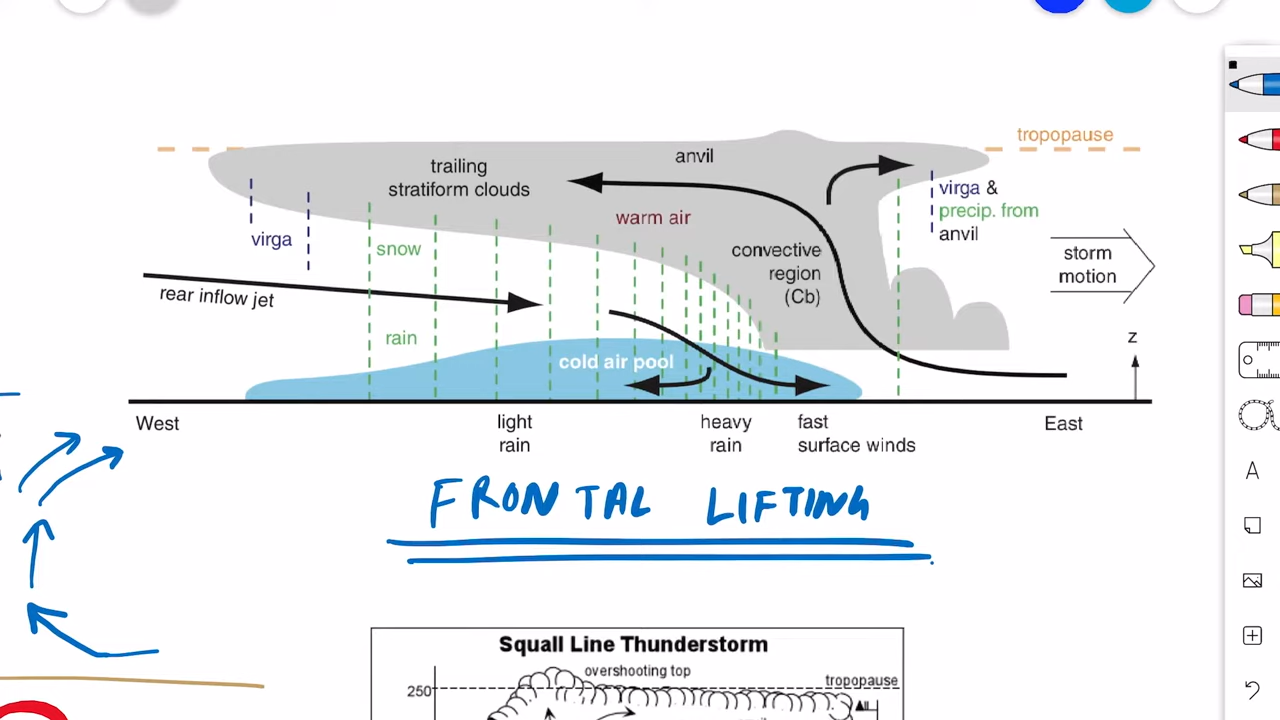 tropopause
anvil
trailing
stratiform clouds
virga &
precip. from
anvil
warm air
virga
snow
convective
region
(Cb)
storm
motion
rear inflow jet
rain
z
cold air pool
West
light
rain
heavy
rain
fast
surface winds
East
FRONTAL LIFTING
Squall Line Thunderstorm
overshooting top
tropopause
250
A